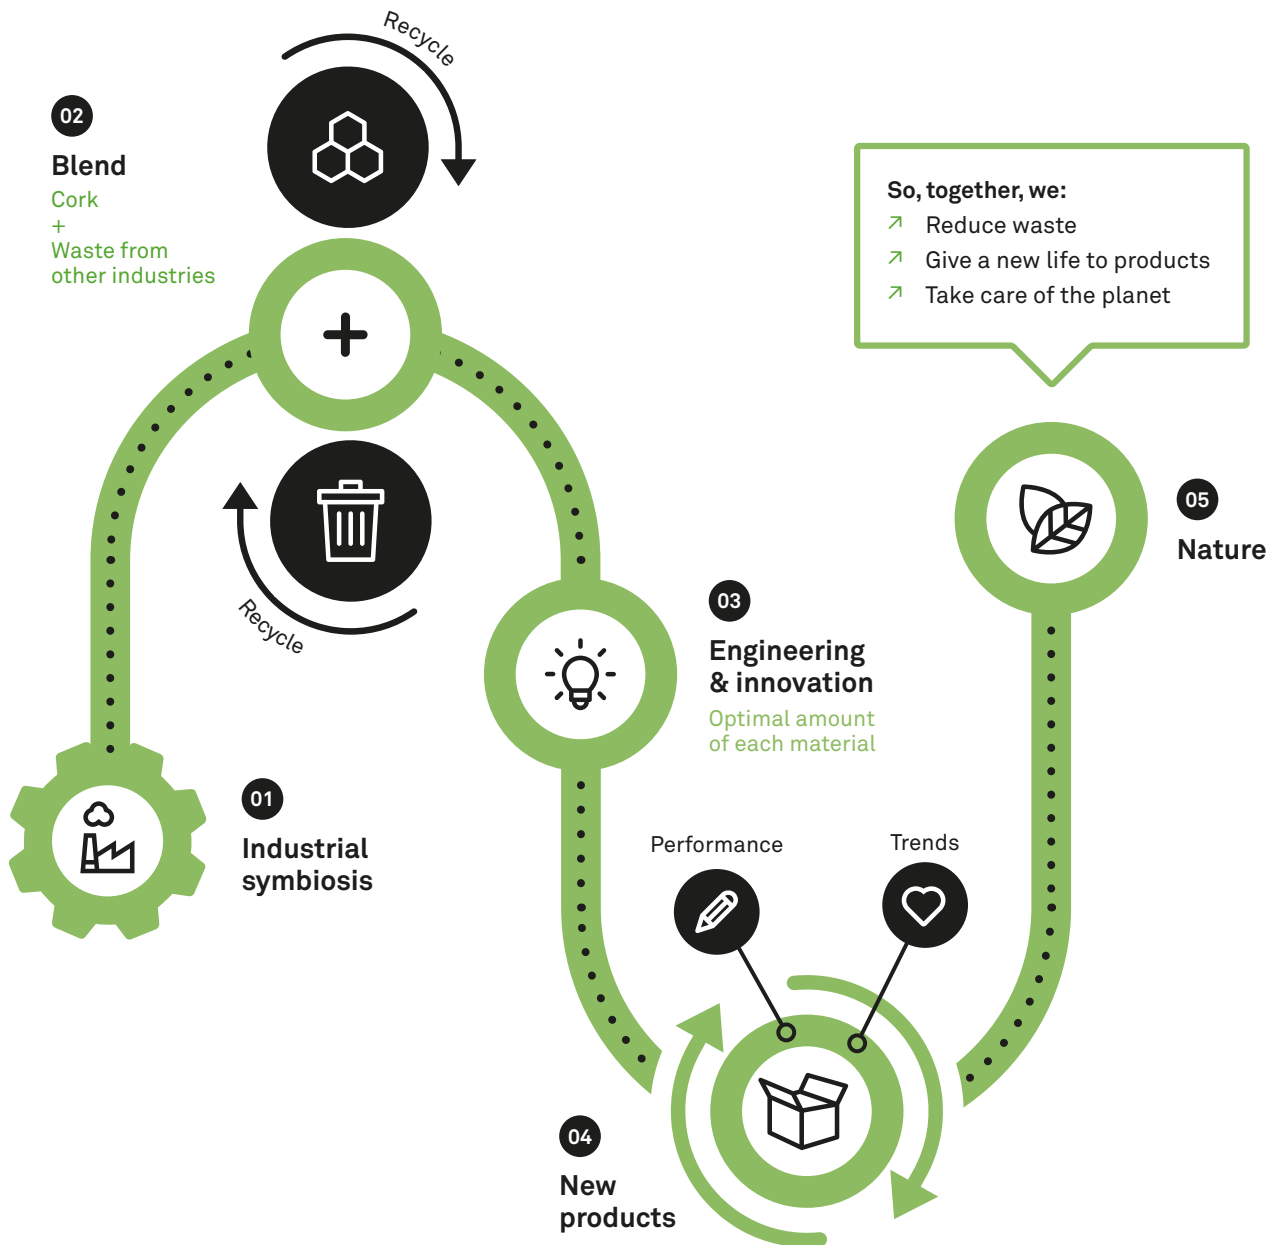 Recycle
02
Blend
Cork
+
Waste from
other industries
So, together, we:
Reduce waste
Give a new life to products
Take care of the planet
Recycle
05
Nature
03
Engineering
& innovation
Optimal amount
of each material
01
Industrial
symbiosis
Performance
Trends
04
New
products